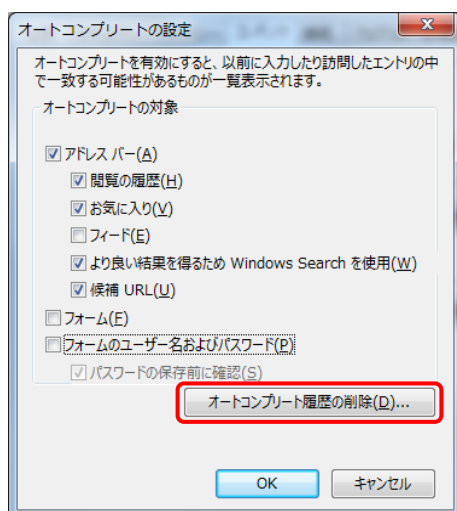 オートコンプリートの設定
オートコンプリートを有効にすると、以前に入力したり訪問したエントリの中
で一致する可能性があるものが一覧表示されます。
オートコンプリートの対象
アドレス バー(A)
閲覧の履歴(H)
お気に入り(V)
フィード(E)
より良い結果を得るため Windows Search を使用(W)
候補 URL(U)
フォーム(F)
フォームのユーザー名およびパスワード(P)
パスワードの保存前に確認(S)
オートコンプリート履歴の削除(D)...
OK キャンセル